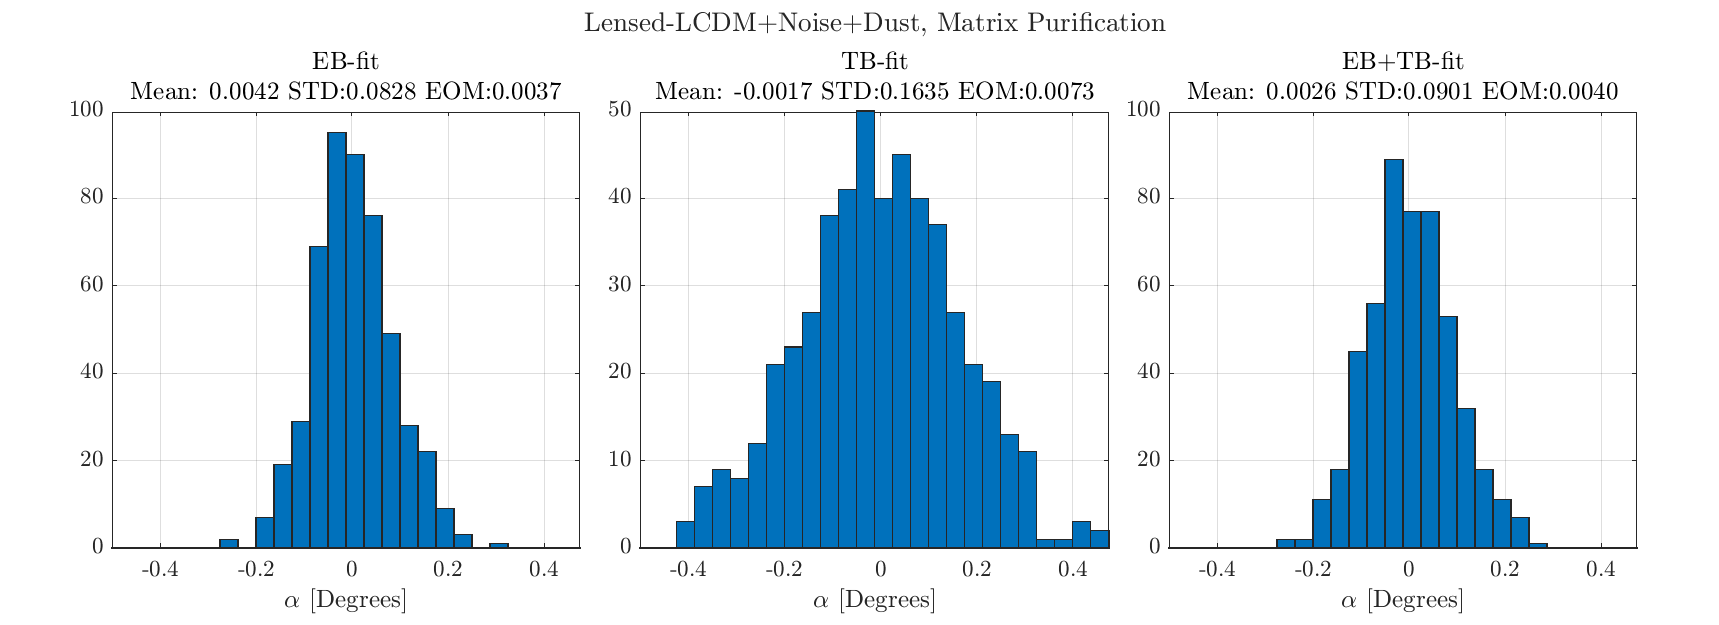 Lensed-LCDM+Noise+Dust, Matrix Purification
EB-fit
Mean: 0.0042 STD:0.0828 EOM:0.0037
100
80
60
40
20
0
-0.4 -0.2 0 0.2 0.4
α [Degrees]
TB-fit
Mean: -0.0017 STD:0.1635 EOM:0.0073
50
40
30
20
10
0
-0.4 -0.2 0 0.2 0.4
α [Degrees]
EB+TB-fit
Mean: 0.0026 STD:0.0901 EOM:0.0040
100
80
60
40
20
0
-0.4 -0.2 0 0.2 0.4
α [Degrees]